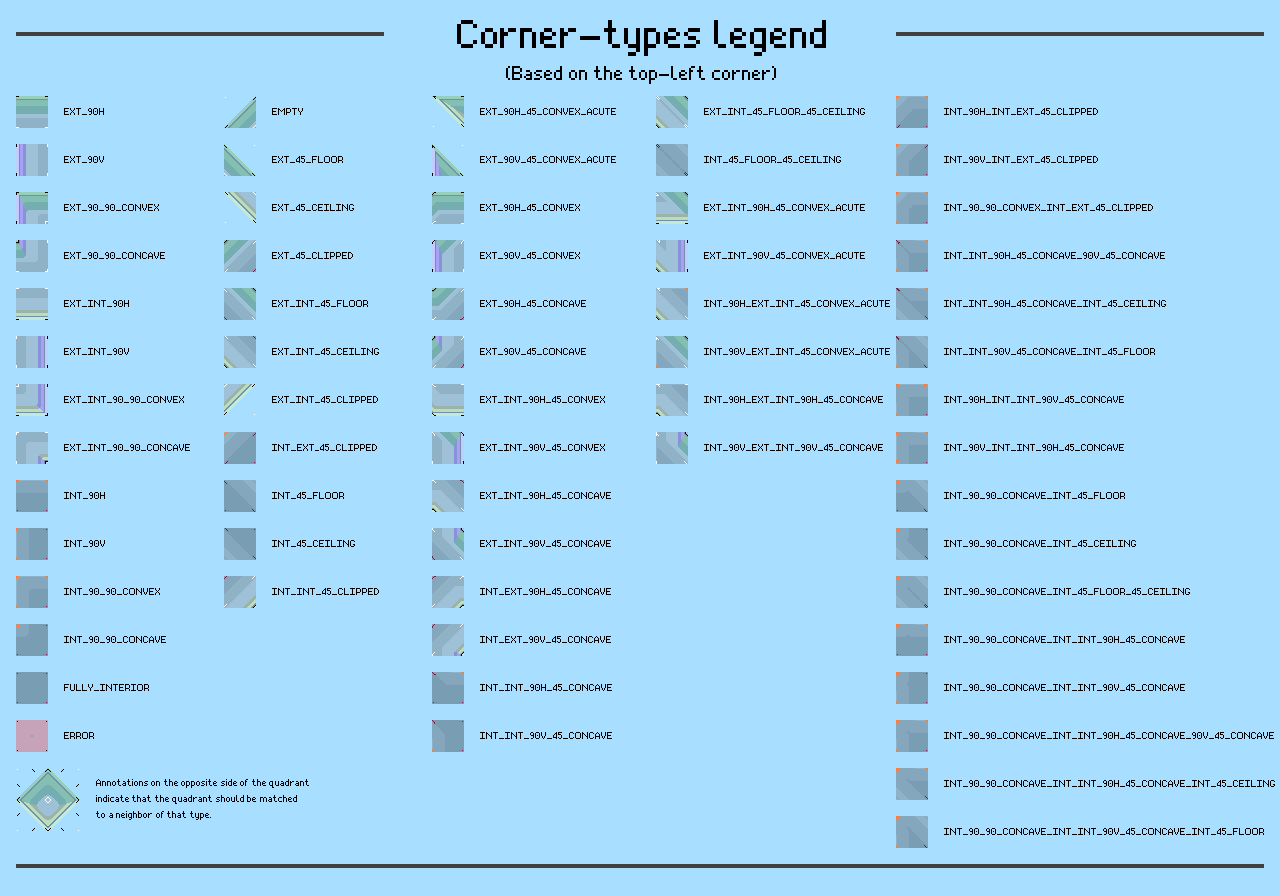 Corner-types legend
(Based on the top-left corner)
EXT_90H
EXT_90V
EXT_90_90_CONVEX
EXT_90_90_CONCAVE
EXT_INT_90H
EXT_INT_90V
EXT_INT_90_90_CONVEX
EXT_INT_90_90_CONCAVE
INT_90H
INT_90V
INT_90_90_CONVEX
INT_90_90_CONCAVE
FULLY_INTERIOR
ERROR
Annotations on the opposite side of the quadrant
indicate that the quadrant should be matched
to a neighbor of that type.
EMPTY
EXT_45_FLOOR
EXT_45_CEILING
EXT_45_CLIPPED
EXT_INT_45_FLOOR
EXT_INT_45_CEILING
EXT_INT_45_CLIPPED
INT_EXT_45_CLIPPED
INT_45_FLOOR
INT_45_CEILING
INT_INT_45_CLIPPED
EXT_90H_45_CONVEX_ACUTE
EXT_90V_45_CONVEX_ACUTE
EXT_90H_45_CONVEX
EXT_90V_45_CONVEX
EXT_90H_45_CONCAVE
EXT_90V_45_CONCAVE
EXT_INT_90H_45_CONVEX
EXT_INT_90V_45_CONVEX
EXT_INT_90H_45_CONCAVE
EXT_INT_90V_45_CONCAVE
INT_EXT_90H_45_CONCAVE
INT_EXT_90V_45_CONCAVE
INT_INT_90H_45_CONCAVE
INT_INT_90V_45_CONCAVE
EXT_INT_45_FLOOR_45_CEILING
INT_45_FLOOR_45_CEILING
EXT_INT_90H_45_CONVEX_ACUTE
EXT_INT_90V_45_CONVEX_ACUTE
INT_90H_EXT_INT_45_CONVEX_ACUTE
INT_90V_EXT_INT_45_CONVEX_ACUTE
INT_90H_EXT_INT_90H_45_CONCAVE
INT_90V_EXT_INT_90V_45_CONCAVE
INT_90H_INT_EXT_45_CLIPPED
INT_90V_INT_EXT_45_CLIPPED
INT_90_90_CONVEX_INT_EXT_45_CLIPPED
INT_INT_90H_45_CONCAVE_90V_45_CONCAVE
INT_INT_90H_45_CONCAVE_INT_45_CEILING
INT_INT_90V_45_CONCAVE_INT_45_FLOOR
INT_90H_INT_INT_90V_45_CONCAVE
INT_90V_INT_INT_90H_45_CONCAVE
INT_90_90_CONCAVE_INT_45_FLOOR
INT_90_90_CONCAVE_INT_45_CEILING
INT_90_90_CONCAVE_INT_45_FLOOR_45_CEILING
INT_90_90_CONCAVE_INT_INT_90H_45_CONCAVE
INT_90_90_CONCAVE_INT_INT_90V_45_CONCAVE
INT_90_90_CONCAVE_INT_INT_90H_45_CONCAVE_90V_45_CONCAVE
INT_90_90_CONCAVE_INT_INT_90H_45_CONCAVE_INT_45_CEILING
INT_90_90_CONCAVE_INT_INT_90V_45_CONCAVE_INT_45_FLOOR